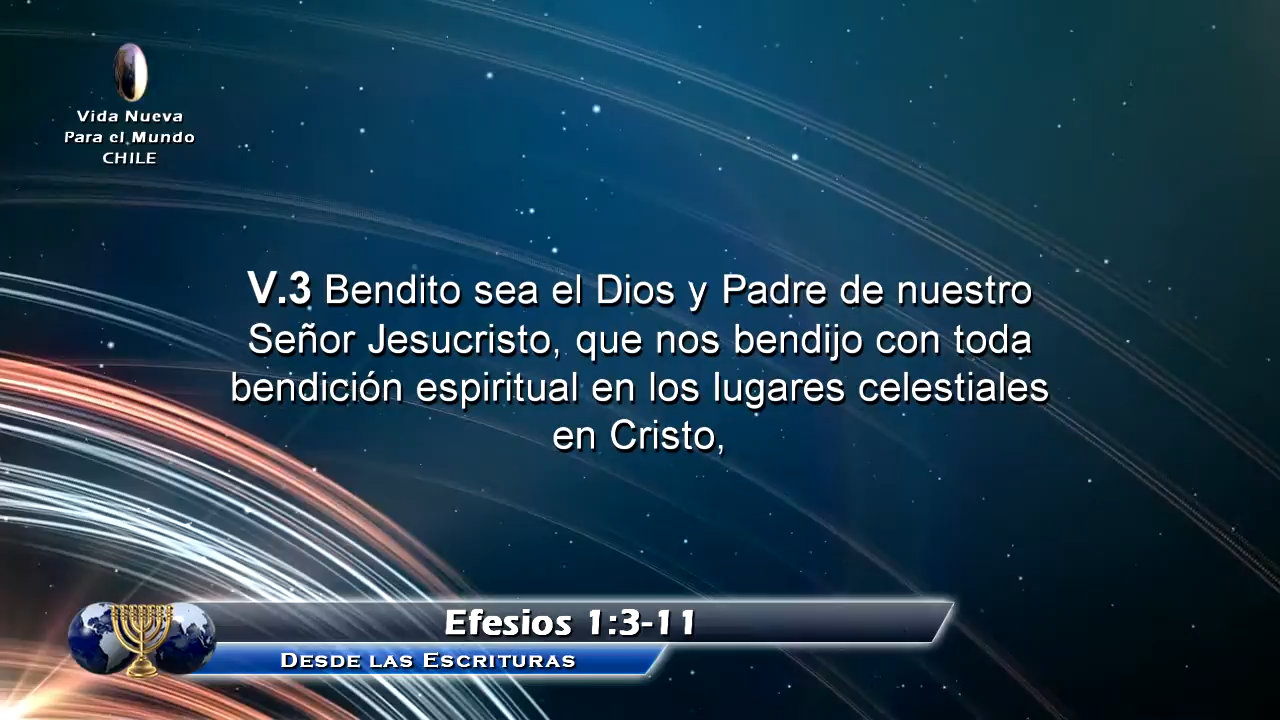 Vida Nueva
Para el Mundo
CHILE
V.3 Bendito sea el Dios y Padre de nuestro
Señor Jesucristo, que nos bendijo con toda
bendición espiritual en los lugares celestiales
en Cristo,
Efesios 1:3-11
DESDE LAS ESCRITURAS